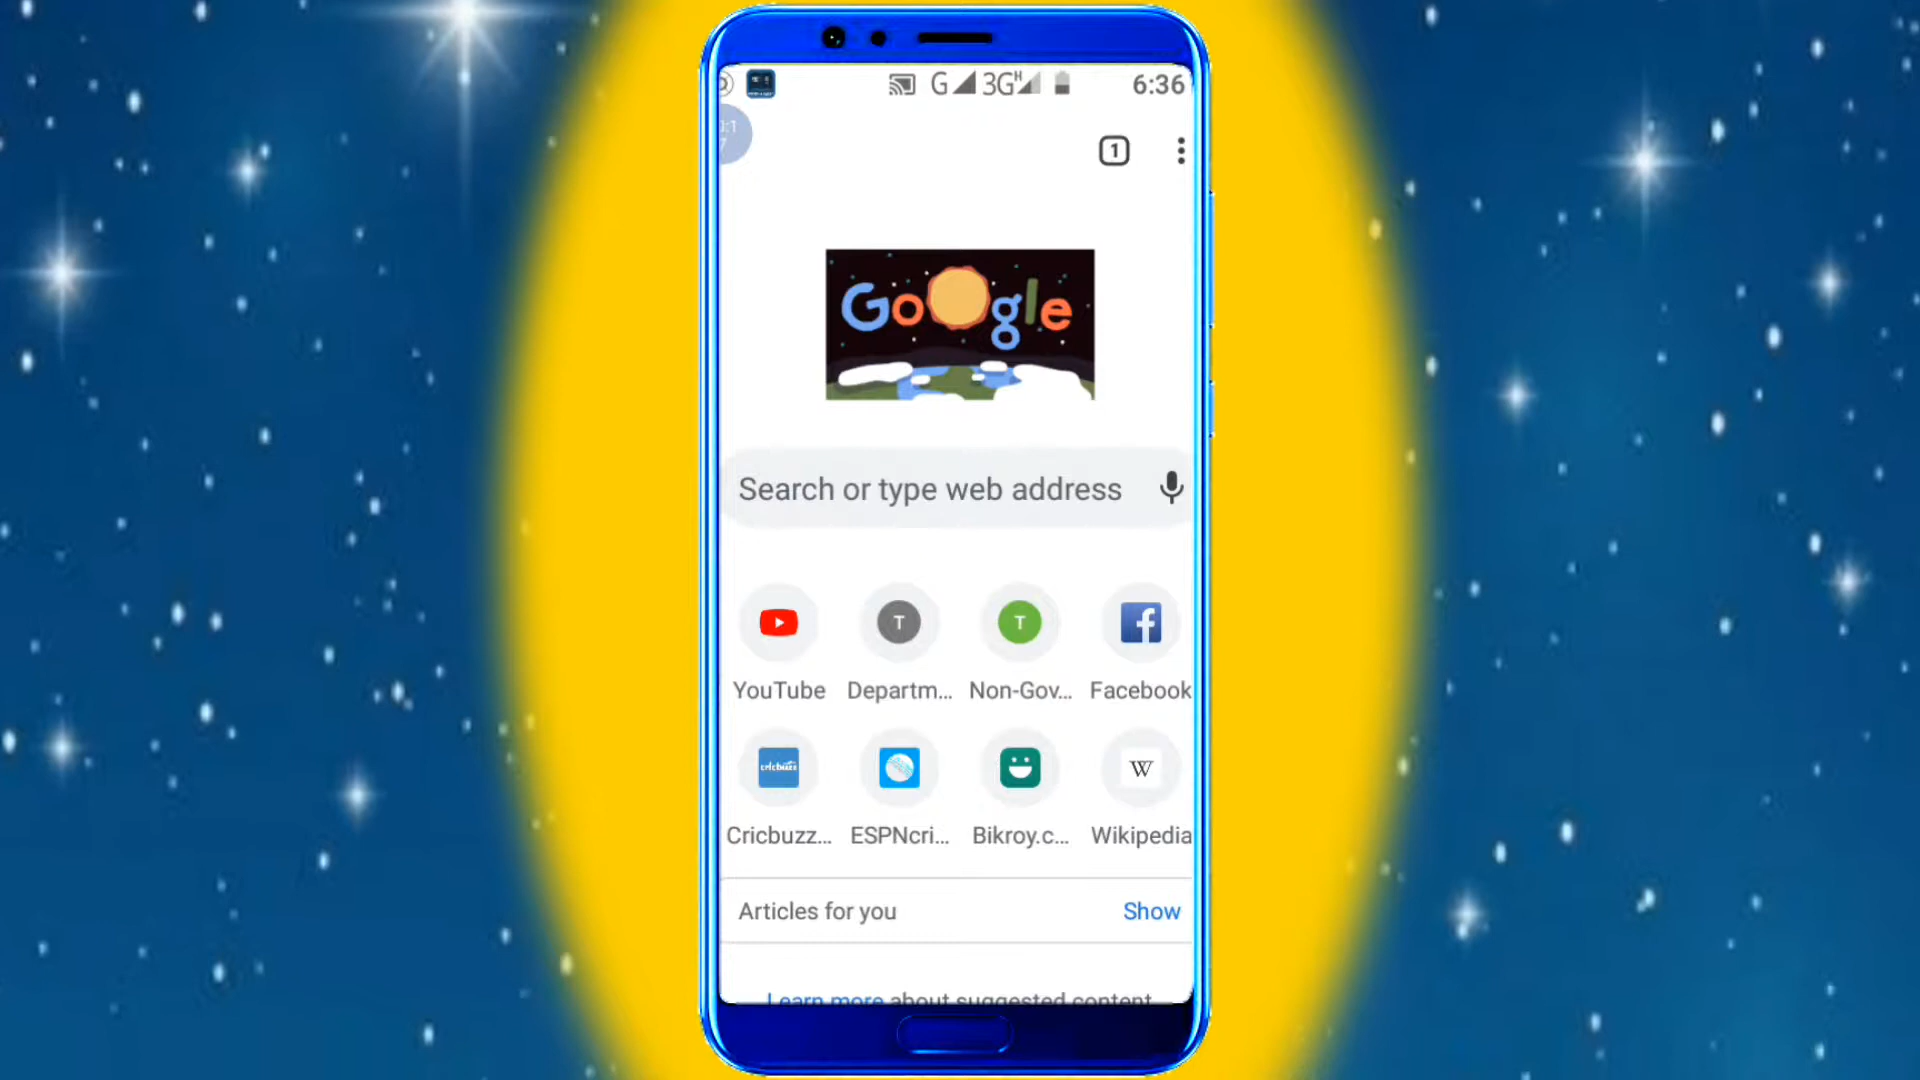 G 3G H 6:36
1
Google
Search or type web address
T T
YouTube Departm... Non-Gov... Facebook
cricbuzz W
Cricbuzz... ESPNcri... Bikroy.c... Wikipedia
Articles for you Show
Learn more about suggested content